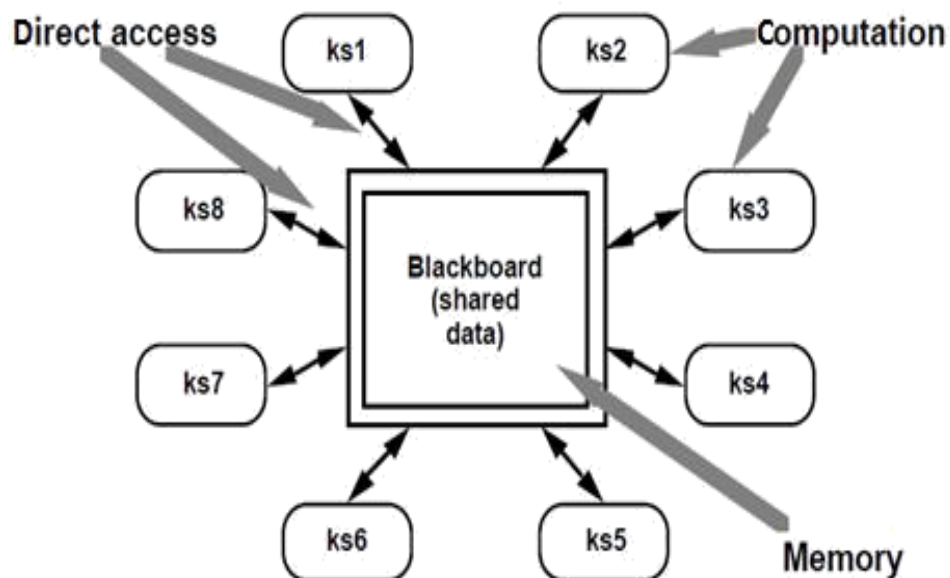 Direct access
ks1
ks2
Computation
ks8
ks3
Blackboard
(shared
data)
ks7
ks4
ks6
ks5
Memory